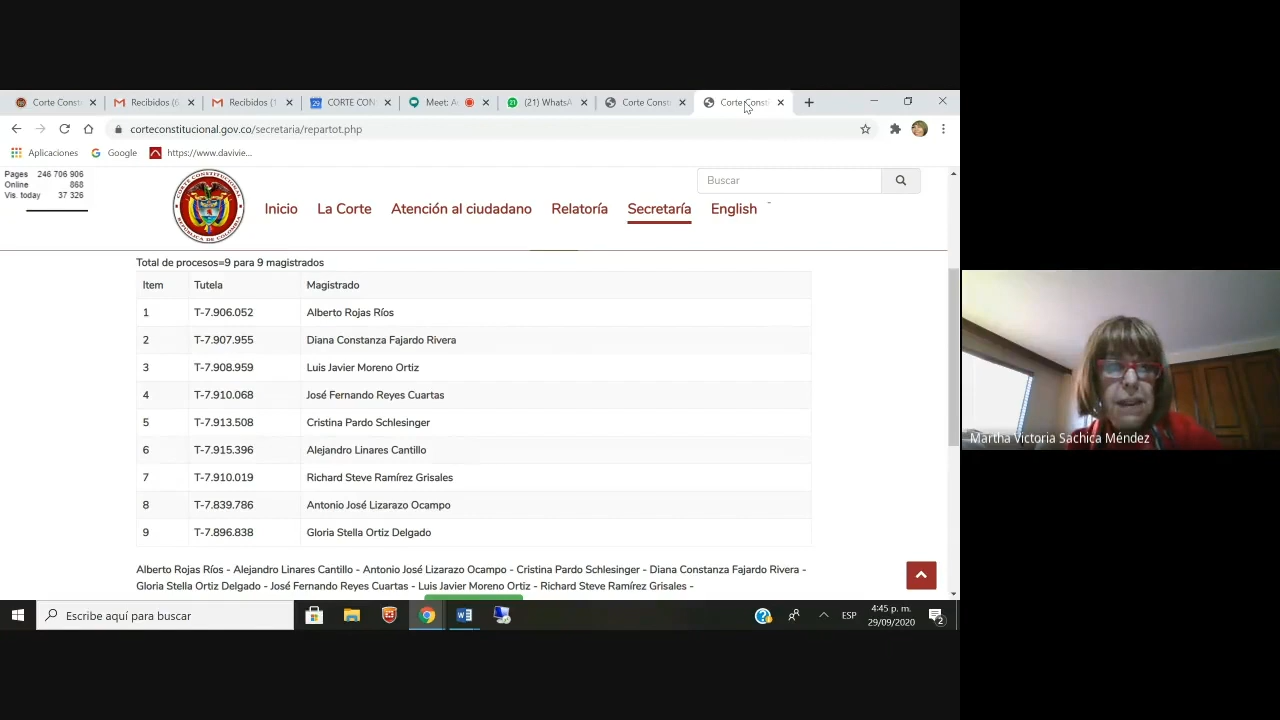 Corte Const
Recibidos (6
Recibidos (1
CORTE CON
Meet: A
(21) WhatsA
Corte Const
Corte Const
corteconstitucional.gov.co/secretaria/repartot.php
Aplicaciones
Google
https://www.davivie...
Pages 246 706 906
Online 868
Vis. today 37 326
CORTE CONSTITUCIONAL
REPUBLICA DE COLOMBIA
Buscar
Inicio La Corte Atención al ciudadano Relatoría Secretaría English
Total de procesos=9 para 9 magistrados
Item Tutela Magistrado
1 T-7.906.052 Alberto Rojas Ríos
2 T-7.907.955 Diana Constanza Fajardo Rivera
3 T-7.908.959 Luis Javier Moreno Ortiz
4 T-7.910.068 José Fernando Reyes Cuartas
5 T-7.913.508 Cristina Pardo Schlesinger
6 T-7.915.396 Alejandro Linares Cantillo
7 T-7.910.019 Richard Steve Ramírez Grisales
8 T-7.839.786 Antonio José Lizarazo Ocampo
9 T-7.896.838 Gloria Stella Ortiz Delgado
Alberto Rojas Ríos - Alejandro Linares Cantillo - Antonio José Lizarazo Ocampo - Cristina Pardo Schlesinger - Diana Constanza Fajardo Rivera -
Gloria Stella Ortiz Delgado - José Fernando Reyes Cuartas - Luis Javier Moreno Ortiz - Richard Steve Ramírez Grisales -
Martha Victoria Sachica Méndez
Escribe aquí para buscar
ESP
4:45 p. m.
29/09/2020
2